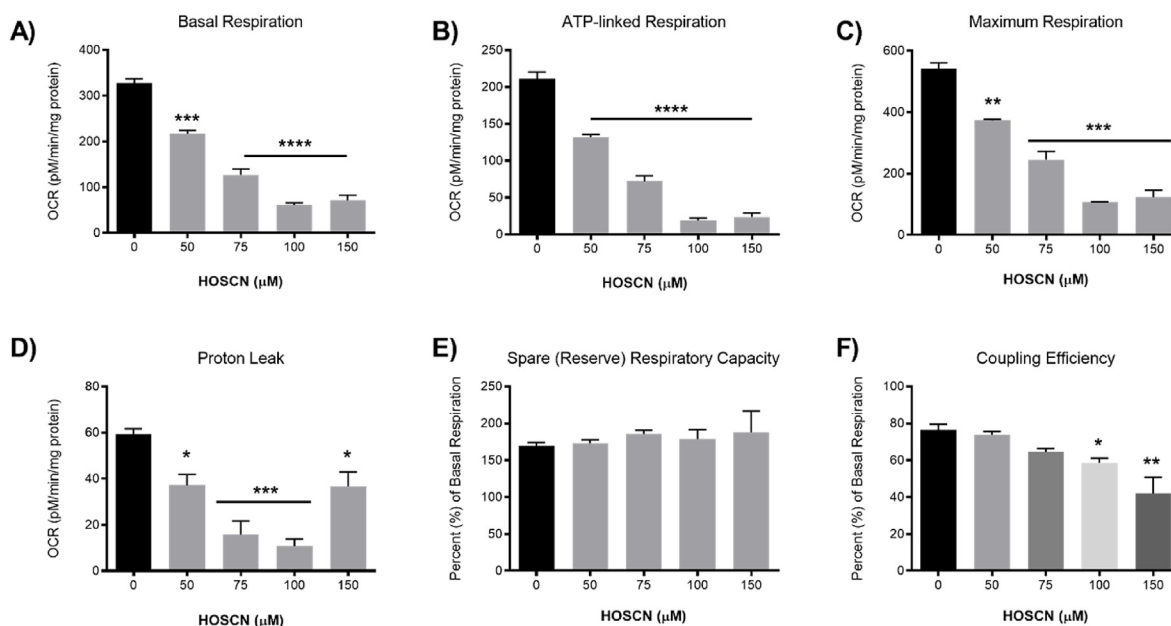 A)
Basal Respiration
OCR (pM/min/mg protein)
400
300
200
100
0
***
****
0 50 75 100 150
HOSCN (μM)
B)
ATP-linked Respiration
OCR (pM/min/mg protein)
250
200
150
100
50
0
****
0 50 75 100 150
HOSCN (μM)
C)
Maximum Respiration
OCR (pM/min/mg protein)
600
400
200
0
**
***
0 50 75 100 150
HOSCN (μM)
D)
Proton Leak
OCR (pM/min/mg protein)
80
60
40
20
0
*
***
*
0 50 75 100 150
HOSCN (μM)
E)
Spare (Reserve) Respiratory Capacity
Percent (%) of Basal Respiration
250
200
150
100
50
0
0 50 75 100 150
HOSCN (μM)
F)
Coupling Efficiency
Percent (%) of Basal Respiration
100
80
60
40
20
0
*
**
0 50 75 100 150
HOSCN (μM)